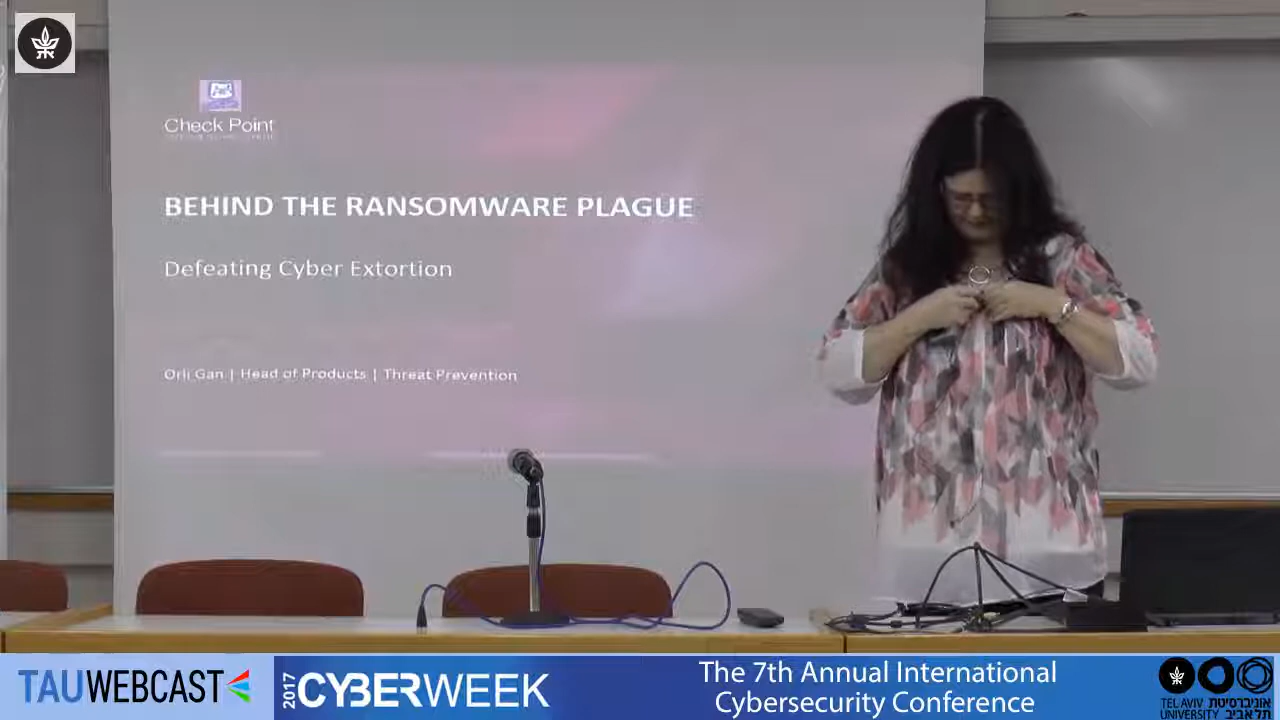 Check Point
BEHIND THE RANSOMWARE PLAGUE
Defeating Cyber Extortion
Orli Gan | Head of Products | Threat Prevention
TAUWEBCAST
2017 CYBERWEEK
The 7th Annual International
Cybersecurity Conference
TEL AVIV אוניברסיטת
UNIVERSITY תל אביב